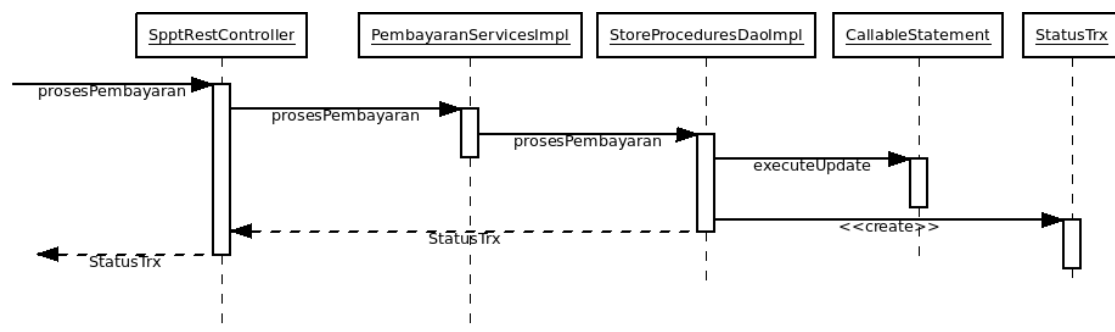 SpptRestController
PembayaranServicesImpl
StoreProceduresDaoImpl
CallableStatement
StatusTrx
prosesPembayaran
prosesPembayaran
prosesPembayaran
executeUpdate
<<create>>
StatusTrx
StatusTrx